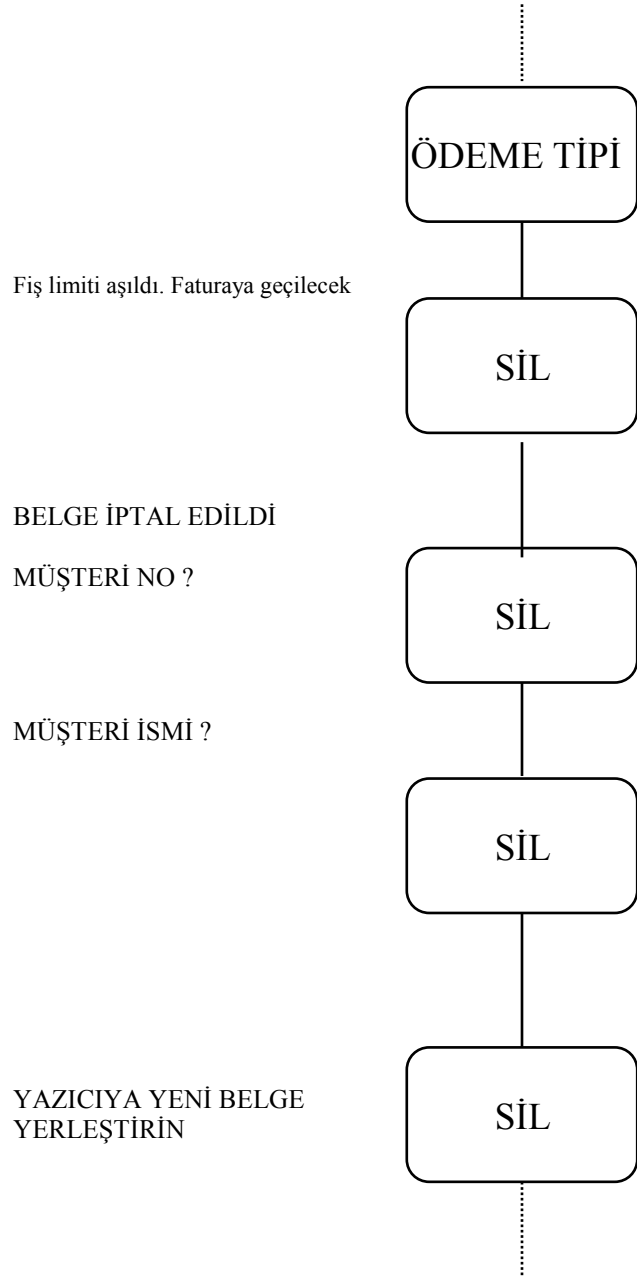 ÖDEME TİPİ
Fiş limiti aşıldı. Faturaya geçilecek
SİL
BELGE İPTAL EDİLDİ
MÜŞTERİ NO ?
SİL
MÜŞTERİ İSMİ ?
SİL
YAZICIYA YENİ BELGE
YERLEŞTİRİN
SİL